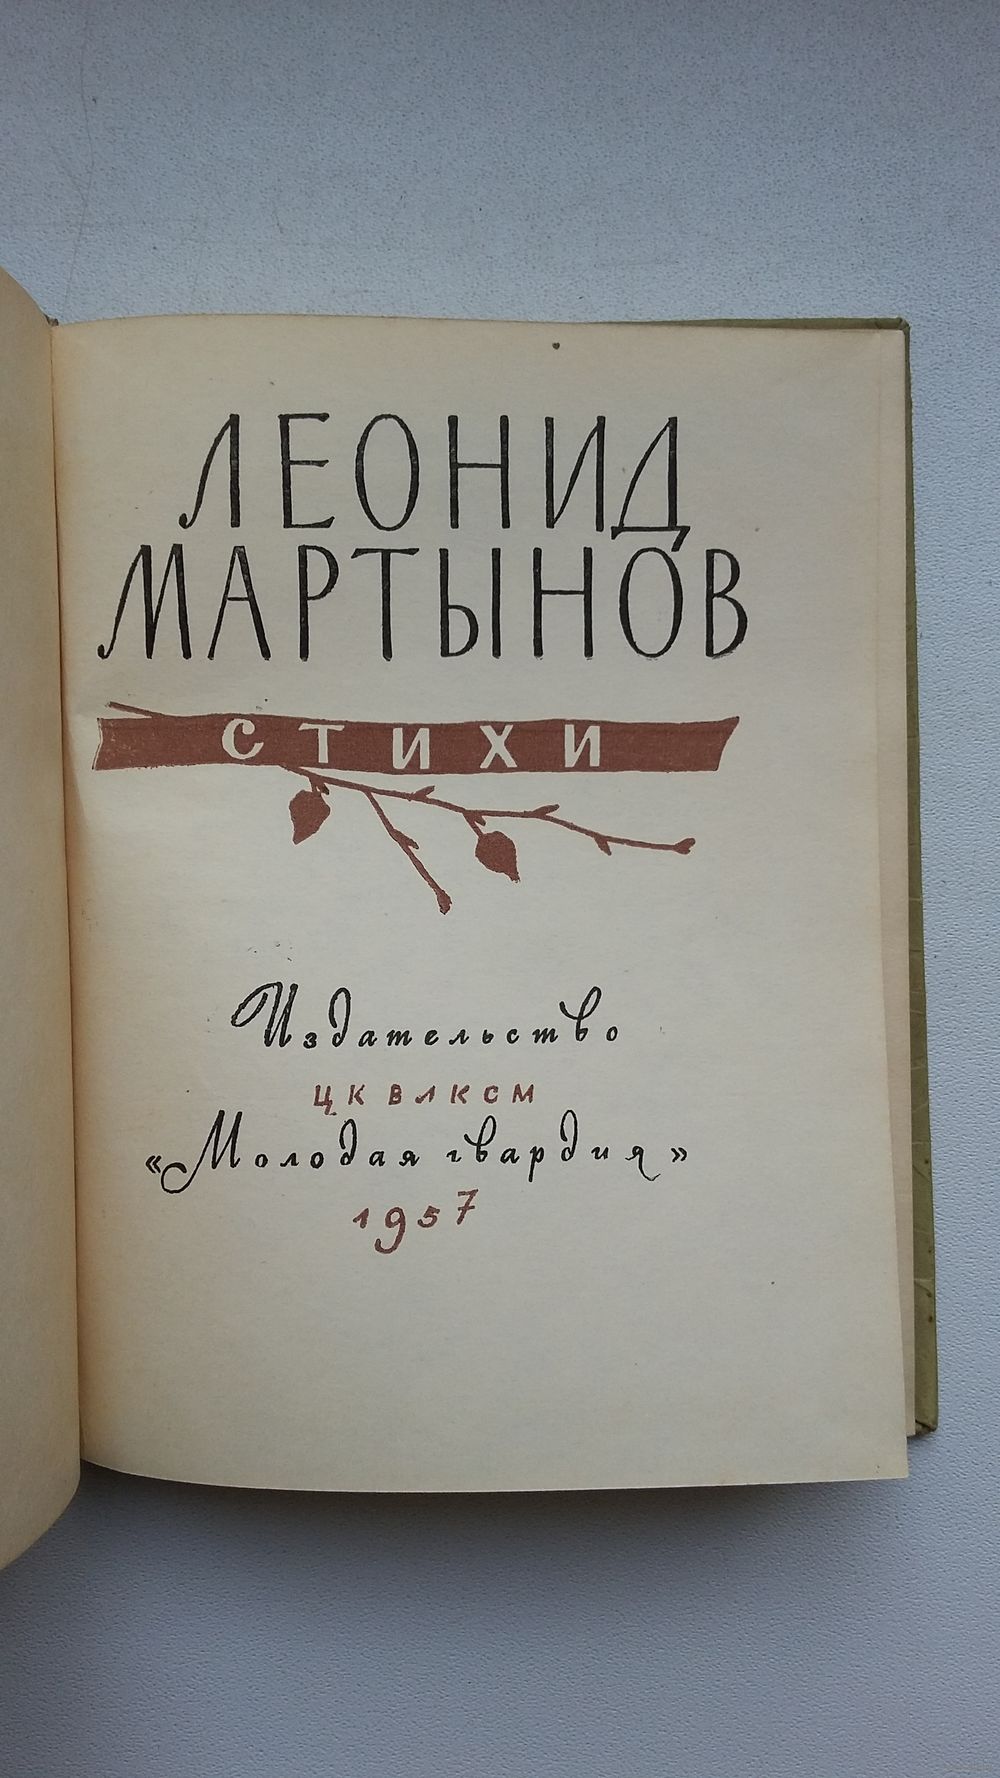 ЛЕОНИД
МАРТЫНОВ
СТИХИ
Издательство
ЦК ВЛКСМ
«Молодая гвардия»
1957